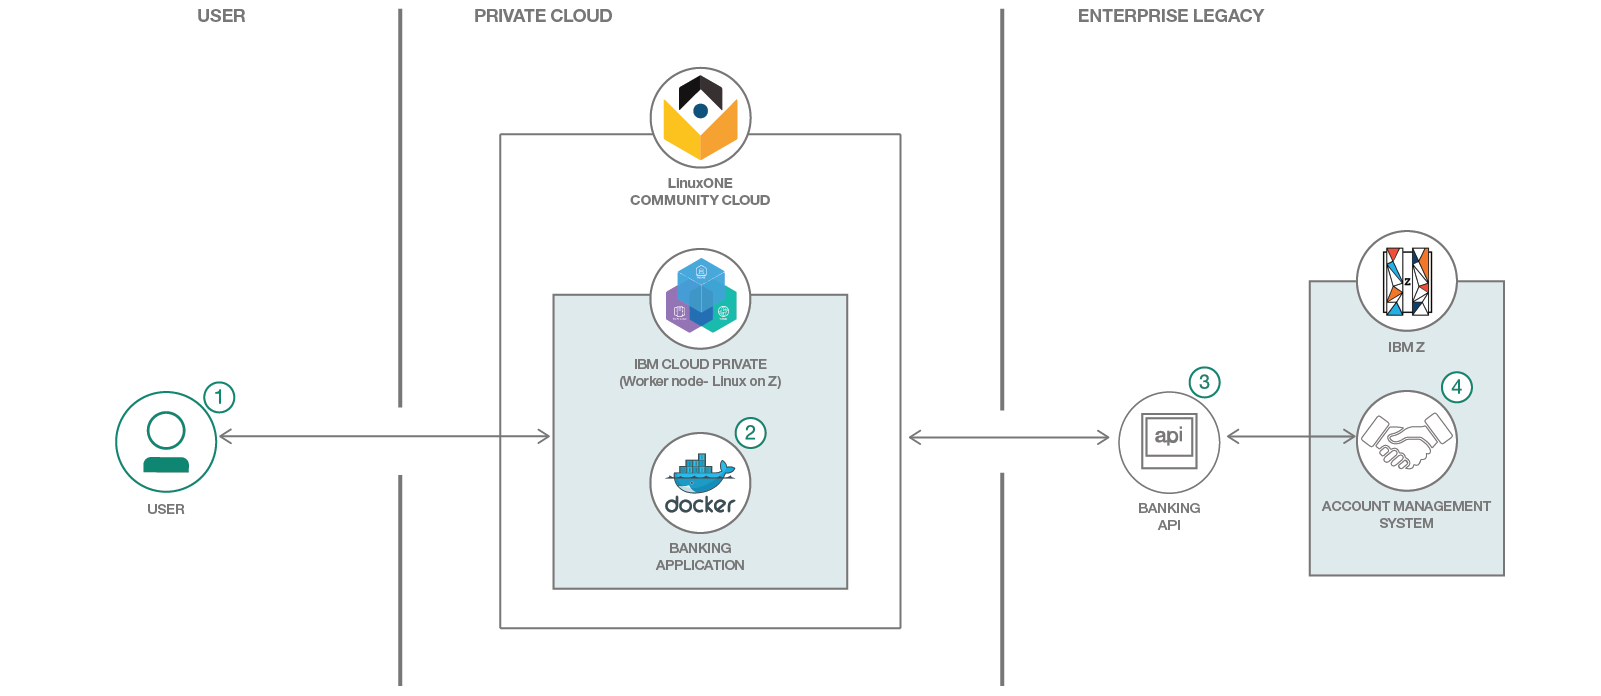 USER
PRIVATE CLOUD
ENTERPRISE LEGACY
LinuxONE
COMMUNITY CLOUD
IBM CLOUD PRIVATE
(Worker node- Linux on Z)
1
USER
2
docker
BANKING
APPLICATION
3
api
BANKING
API
Z
IBM Z
4
ACCOUNT MANAGEMENT
SYSTEM